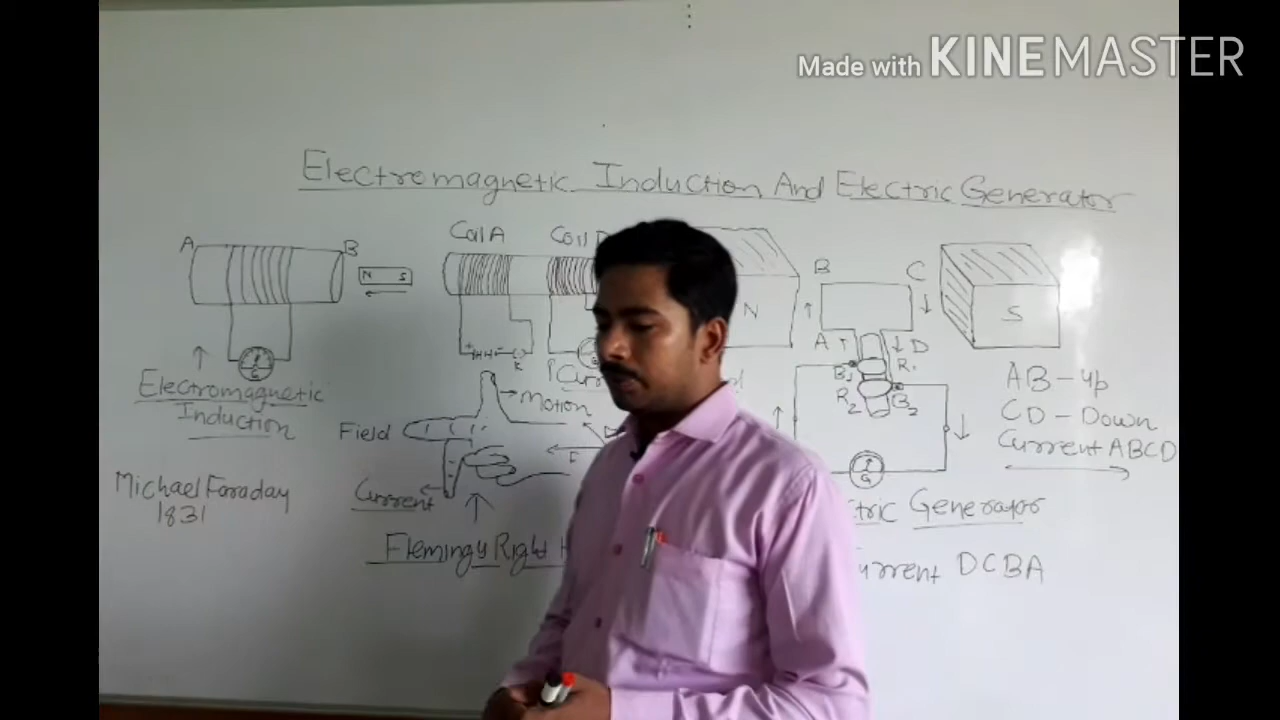 Made with KINEMASTER
Electromagnetic Induction And Electric Generator
A
B
N S
Electromagnetic
Induction
Michael Faraday
1831
Coil A
Coil
K
Motion
Field
Current
Fleming's Right
N
B
C
A
D
B1
R1
R2
B2
G
S
AB - Up
CD - Down
Current ABCD
Generator
DCBA